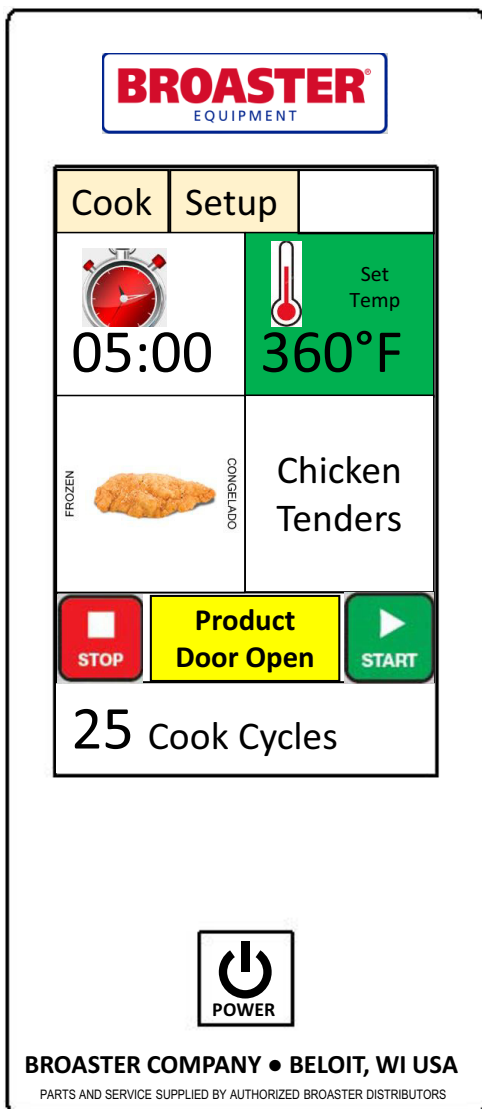 BROASTER®
EQUIPMENT
Cook Setup
Set
Temp
05:00 360°F
FROZEN
CONGELADO
Chicken
Tenders
STOP
Product
Door Open
START
25 Cook Cycles
POWER
BROASTER COMPANY ● BELOIT, WI USA
PARTS AND SERVICE SUPPLIED BY AUTHORIZED BROASTER DISTRIBUTORS